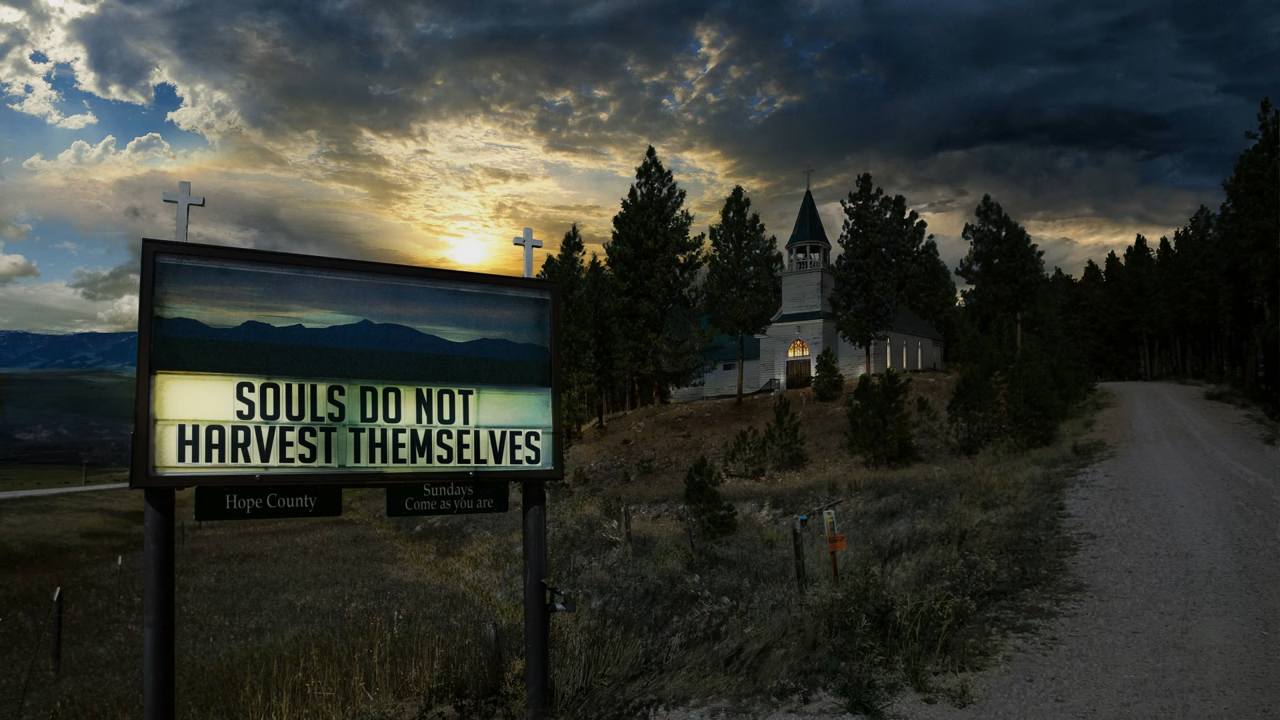 SOULS DO NOT
HARVEST THEMSELVES
Hope County
Sundays
Come as you are